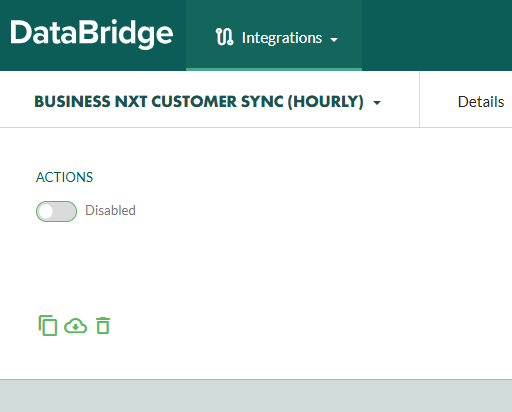 DataBridge
Integrations
BUSINESS NXT CUSTOMER SYNC (HOURLY)
Details
ACTIONS
Disabled